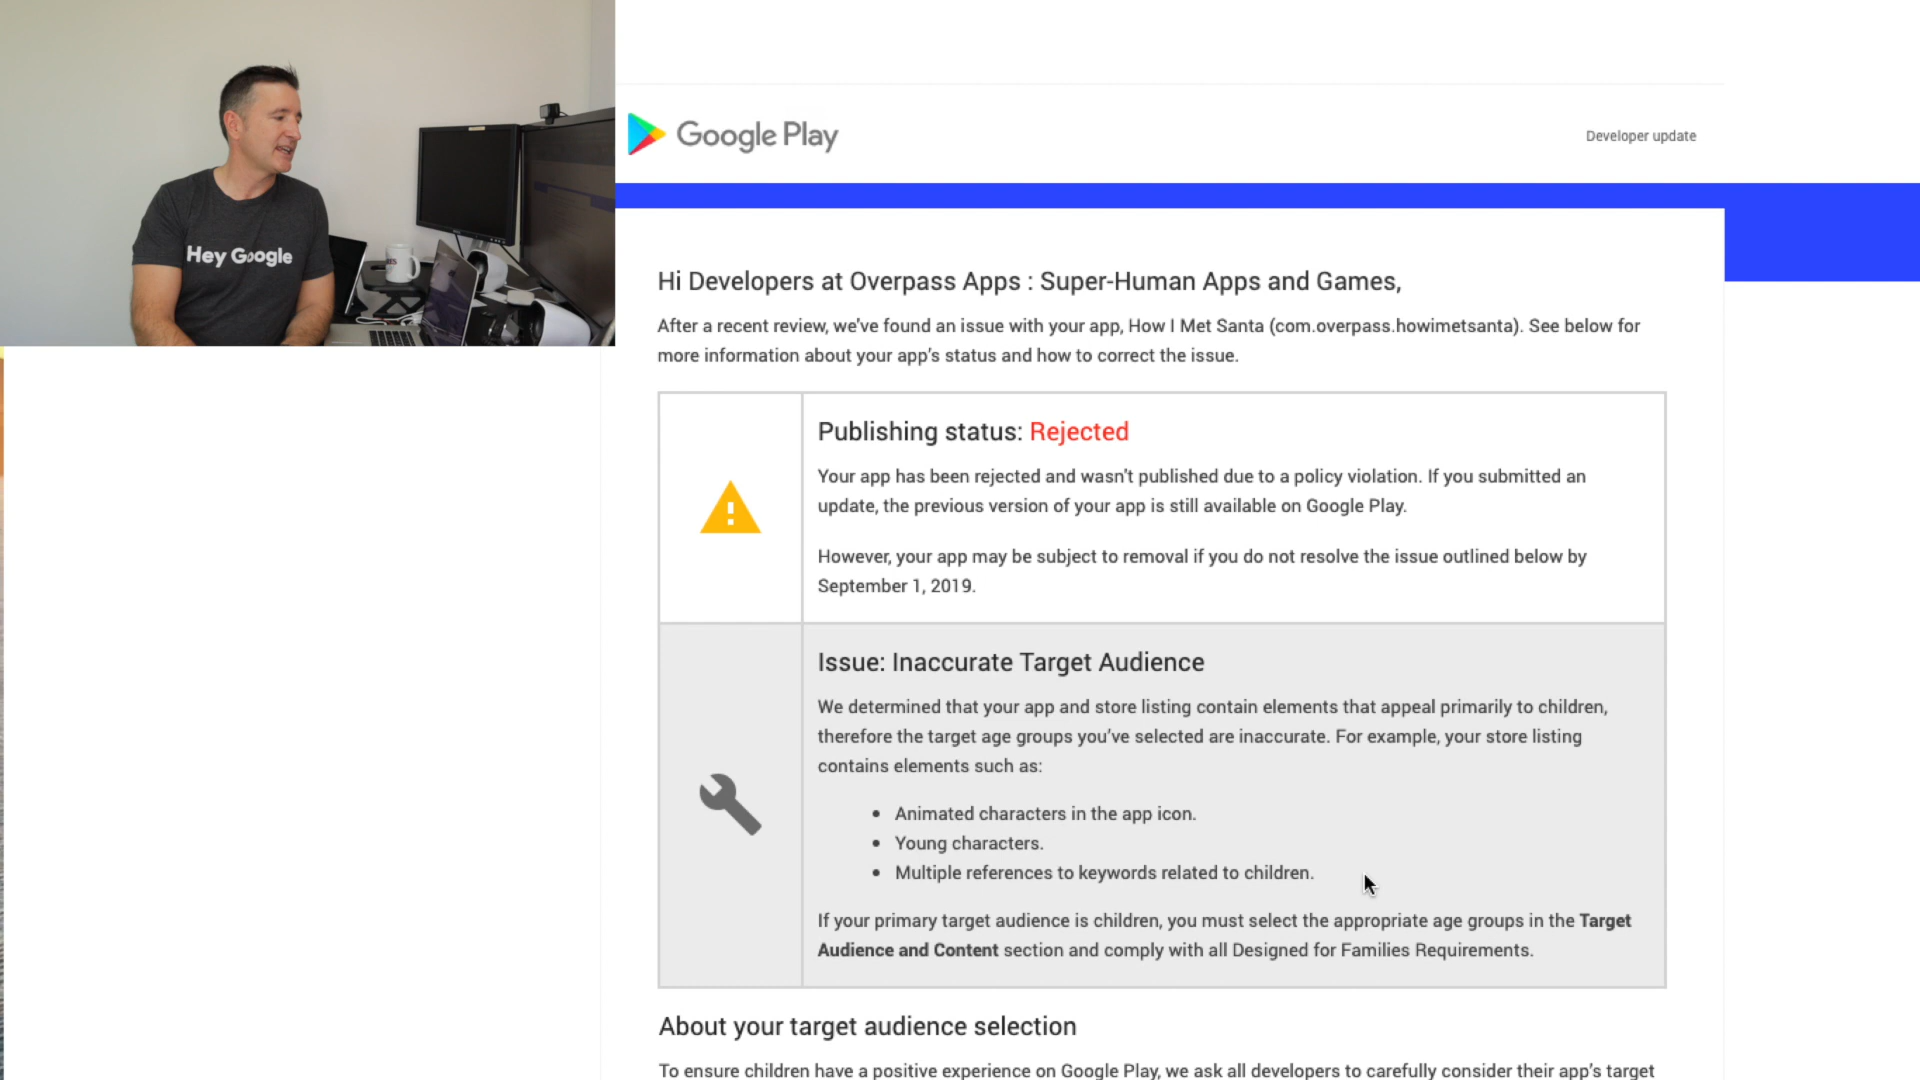 Hey Google
Google Play
Developer update
Hi Developers at Overpass Apps : Super-Human Apps and Games,
After a recent review, we've found an issue with your app, How I Met Santa (com.overpass.howimetsanta). See below for
more information about your app's status and how to correct the issue.
Publishing status: Rejected
Your app has been rejected and wasn't published due to a policy violation. If you submitted an
update, the previous version of your app is still available on Google Play.
However, your app may be subject to removal if you do not resolve the issue outlined below by
September 1, 2019.
Issue: Inaccurate Target Audience
We determined that your app and store listing contain elements that appeal primarily to children,
therefore the target age groups you've selected are inaccurate. For example, your store listing
contains elements such as:
• Animated characters in the app icon.
• Young characters.
• Multiple references to keywords related to children.
If your primary target audience is children, you must select the appropriate age groups in the Target
Audience and Content section and comply with all Designed for Families Requirements.
About your target audience selection
To ensure children have a positive experience on Google Play, we ask all developers to carefully consider their app's target